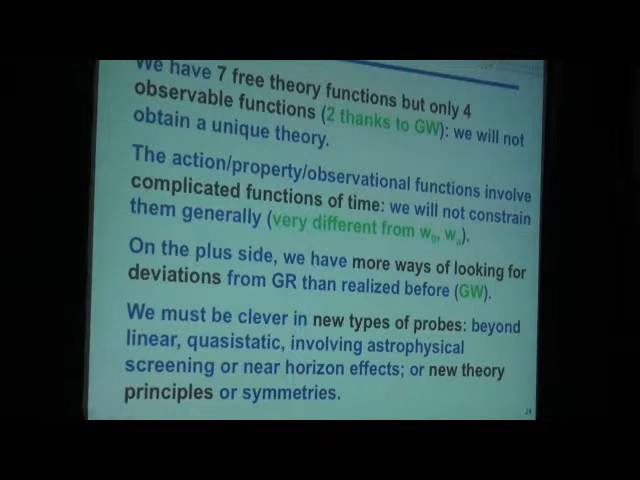 We have 7 free theory functions but only 4
observable functions (2 thanks to GW): we will not
obtain a unique theory.
The action/property/observational functions involve
complicated functions of time: we will not constrain
them generally (very different from w0, wa).
On the plus side, we have more ways of looking for
deviations from GR than realized before (GW).
We must be clever in new types of probes: beyond
linear, quasistatic, involving astrophysical
screening or near horizon effects; or new theory
principles or symmetries.